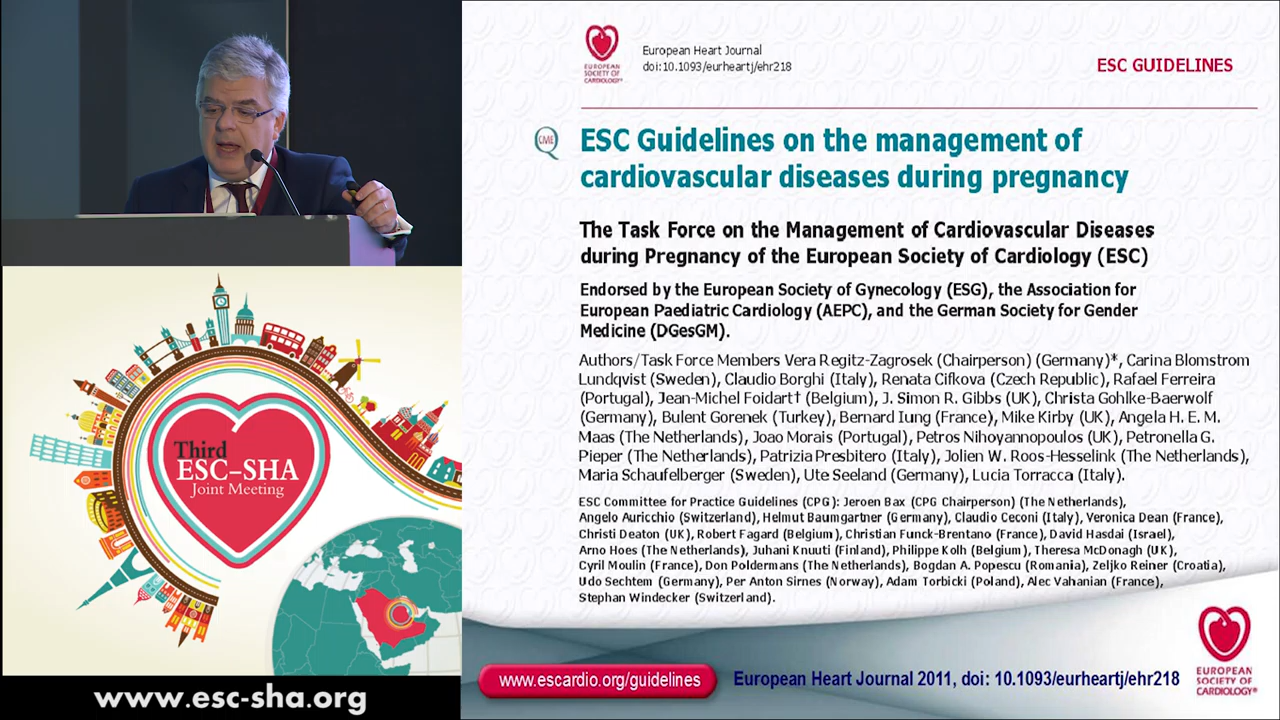 Third
ESC-SHA
Joint Meeting
www.esc-sha.org
EUROPEAN
SOCIETY OF
CARDIOLOGY®
European Heart Journal
doi:10.1093/eurheartj/ehr218
ESC GUIDELINES
CME
ESC Guidelines on the management of
cardiovascular diseases during pregnancy
The Task Force on the Management of Cardiovascular Diseases
during Pregnancy of the European Society of Cardiology (ESC)
Endorsed by the European Society of Gynecology (ESG), the Association for
European Paediatric Cardiology (AEPC), and the German Society for Gender
Medicine (DGesGM).
Authors/Task Force Members Vera Regitz-Zagrosek (Chairperson) (Germany)*, Carina Blomstrom
Lundqvist (Sweden), Claudio Borghi (Italy), Renata Cifkova (Czech Republic), Rafael Ferreira
(Portugal), Jean-Michel Foidart† (Belgium), J. Simon R. Gibbs (UK), Christa Gohlke-Baerwolf
(Germany), Bulent Gorenek (Turkey), Bernard Iung (France), Mike Kirby (UK), Angela H. E. M.
Maas (The Netherlands), Joao Morais (Portugal), Petros Nihoyannopoulos (UK), Petronella G.
Pieper (The Netherlands), Patrizia Presbitero (Italy), Jolien W. Roos-Hesselink (The Netherlands),
Maria Schaufelberger (Sweden), Ute Seeland (Germany), Lucia Torracca (Italy).
ESC Committee for Practice Guidelines (CPG): Jeroen Bax (CPG Chairperson) (The Netherlands),
Angelo Auricchio (Switzerland), Helmut Baumgartner (Germany), Claudio Ceconi (Italy), Veronica Dean (France),
Christi Deaton (UK), Robert Fagard (Belgium), Christian Funck-Brentano (France), David Hasdai (Israel),
Arno Hoes (The Netherlands), Juhani Knuuti (Finland), Philippe Kolh (Belgium), Theresa McDonagh (UK),
Cyril Moulin (France), Don Poldermans (The Netherlands), Bogdan A. Popescu (Romania), Zeljko Reiner (Croatia),
Udo Sechtem (Germany), Per Anton Sirnes (Norway), Adam Torbicki (Poland), Alec Vahanian (France),
Stephan Windecker (Switzerland).
www.escardio.org/guidelines
European Heart Journal 2011, doi: 10.1093/eurheartj/ehr218
EUROPEAN
SOCIETY OF
CARDIOLOGY®